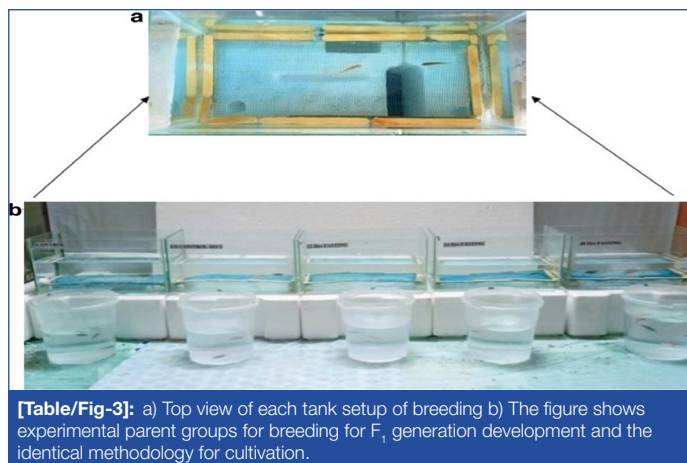 a
b
[Table/Fig-3]: a) Top view of each tank setup of breeding b) The figure shows
experimental parent groups for breeding for F₁ generation development and the
identical methodology for cultivation.